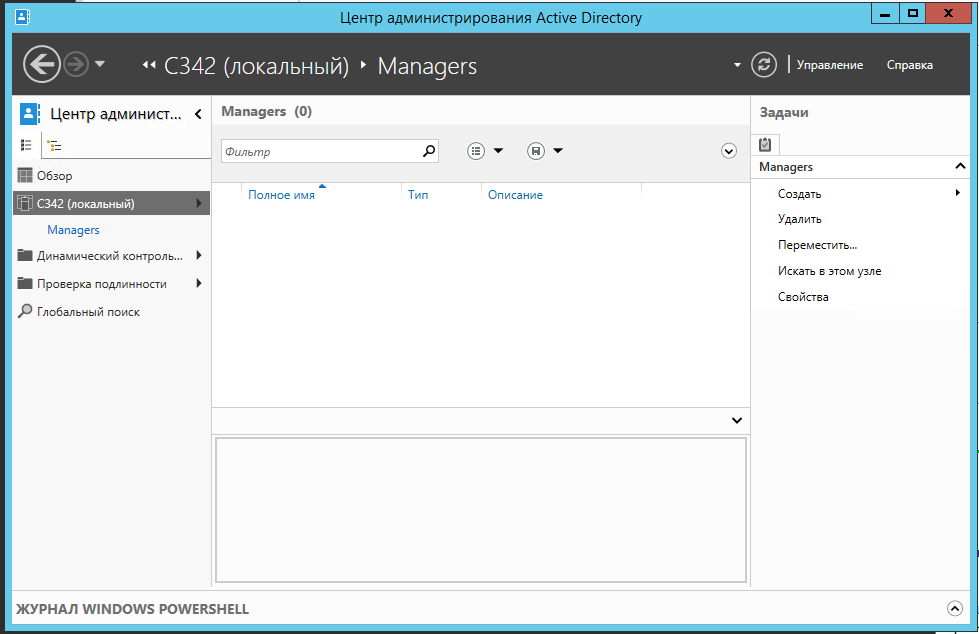 Центр администрирования Active Directory
C342 (локальный) Managers
Управление Справка
Центр админист...
Managers (0)
Задачи
Фильтр
Обзор
Managers
C342 (локальный)
Полное имя Тип Описание
Создать
Managers
Удалить
Динамический контроль...
Переместить...
Проверка подлинности
Искать в этом узле
Глобальный поиск
Свойства
ЖУРНАЛ WINDOWS POWERSHELL